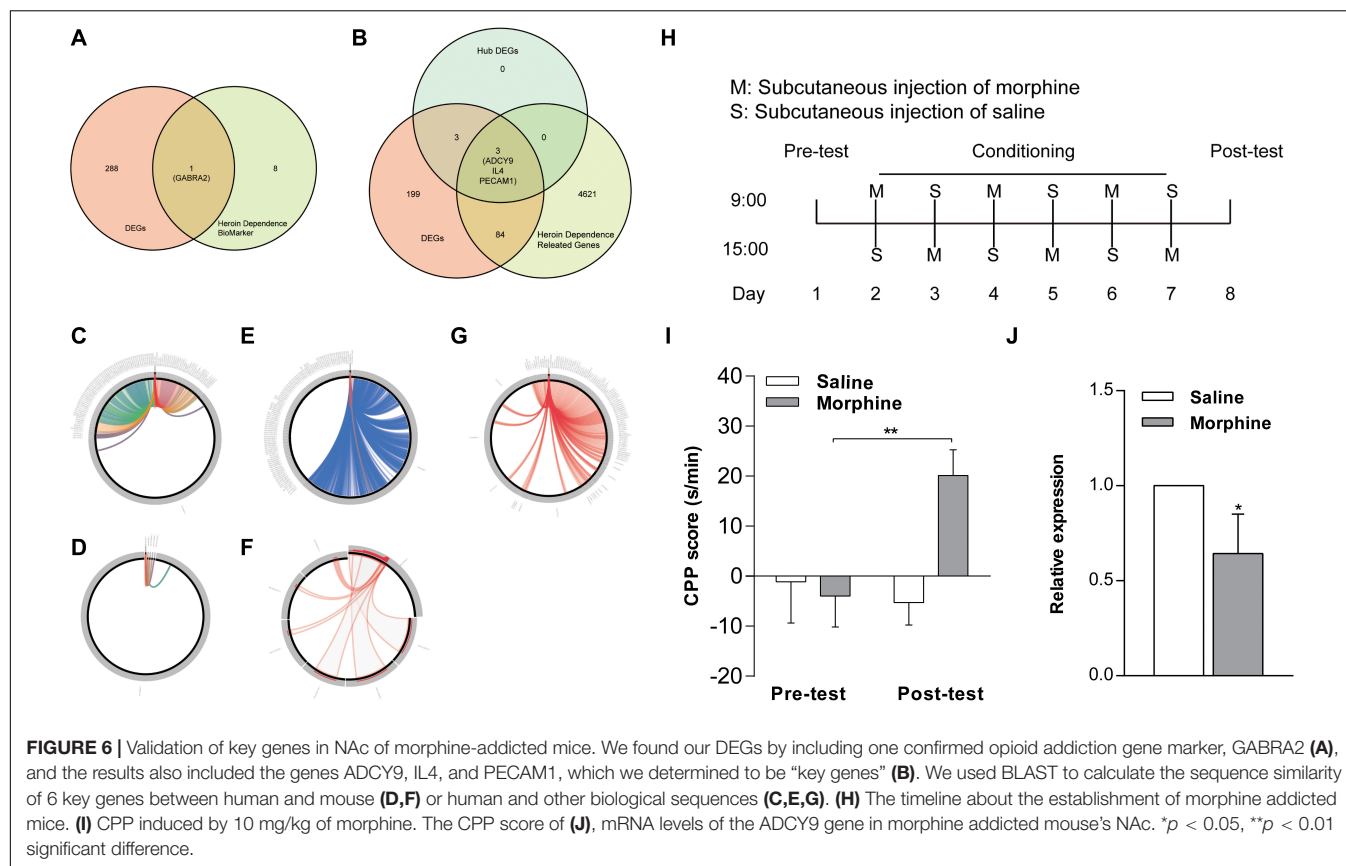 A
288
1
(GABRA2)
8
DEGs
Heroin Dependence
BioMarker
B
Hub DEGs
0
3
0
3
(ADCY9
IL4
PECAM1)
199
4621
84
DEGs
Heroin Dependence
Releated Genes
H
M: Subcutaneous injection of morphine
S: Subcutaneous injection of saline
Pre-test Conditioning Post-test
9:00 M S M S M S
15:00 S M S M S M
Day 1 2 3 4 5 6 7 8
C
E
G
D
F
I
CPP score (s/min)
40
30
20
10
0
-10
-20
Saline
Morphine
**
Pre-test Post-test
J
Relative expression
1.5
1.0
0.5
0.0
Saline
Morphine
*
FIGURE 6 | Validation of key genes in NAc of morphine-addicted mice. We found our DEGs by including one confirmed opioid addiction gene marker, GABRA2 (A),
and the results also included the genes ADCY9, IL4, and PECAM1, which we determined to be “key genes” (B). We used BLAST to calculate the sequence similarity
of 6 key genes between human and mouse (D,F) or human and other biological sequences (C,E,G). (H) The timeline about the establishment of morphine addicted
mice. (I) CPP induced by 10 mg/kg of morphine. The CPP score of (J), mRNA levels of the ADCY9 gene in morphine addicted mouse’s NAc. *p < 0.05, **p < 0.01
significant difference.